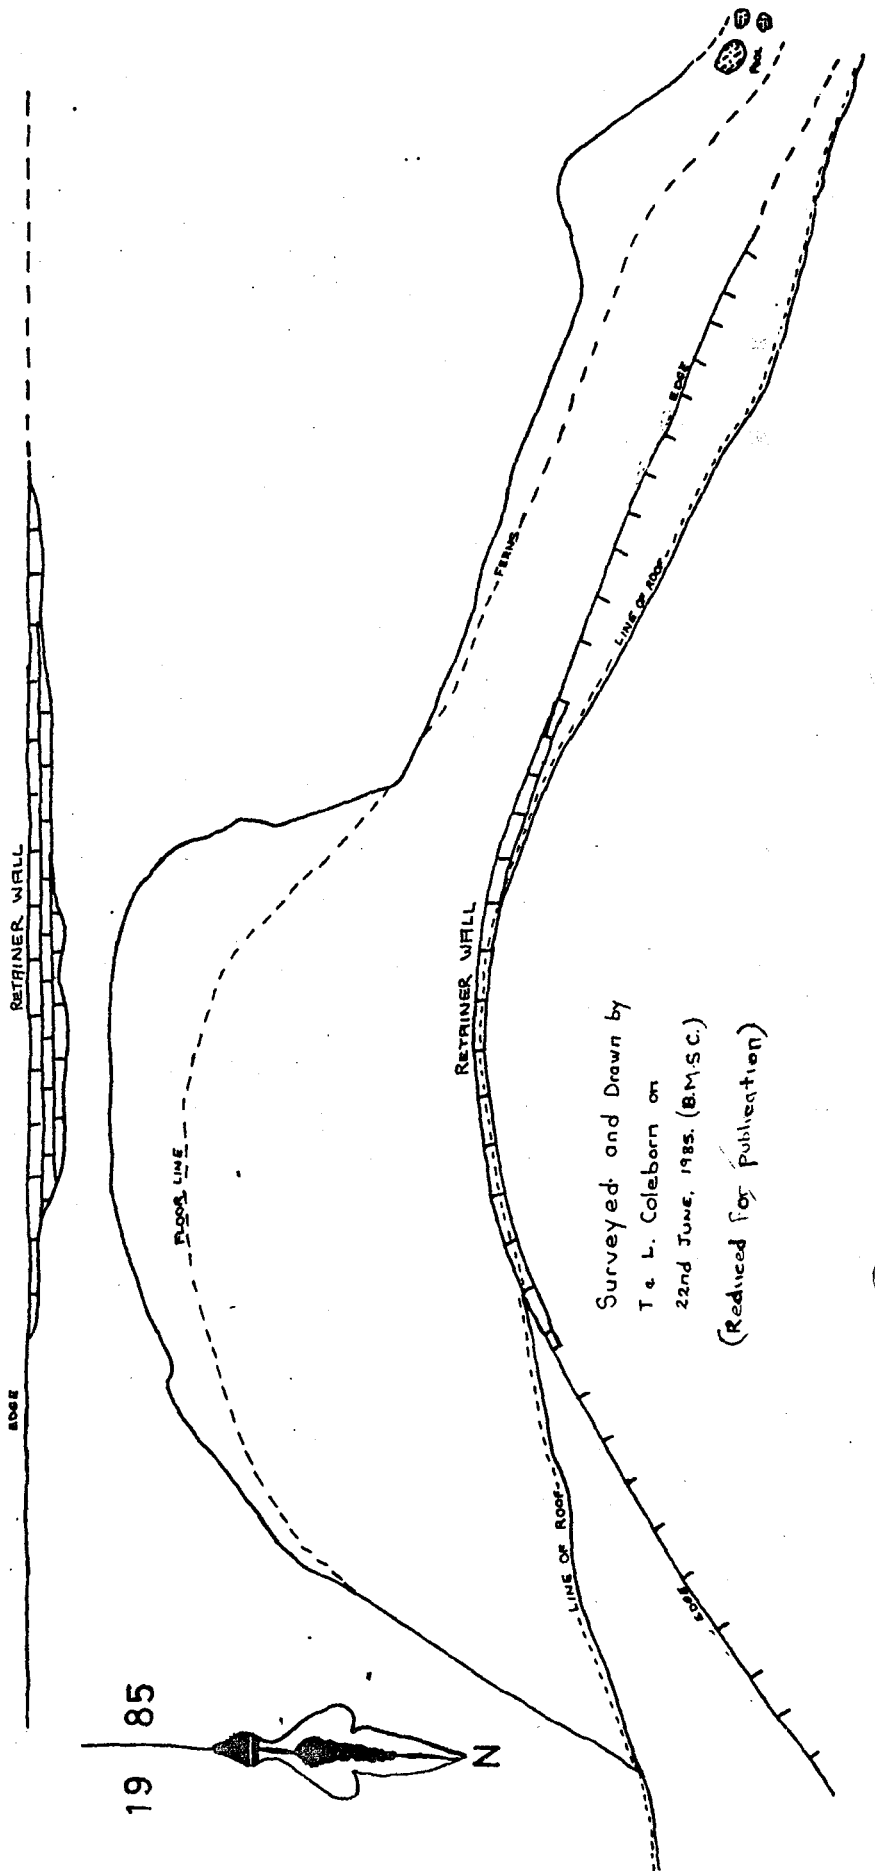 EDGE
RETAINER WALL
19 85
N
FLOOR LINE
FERNS
POOL
LINE OF ROOF
RETAINER WALL
LINE OF ROOF
EDGE
EDGE
Surveyed and Drawn by
T & L. Coleborn on
22nd JUNE, 1985. (B.M.S.C.)
(Reduced For Publication)